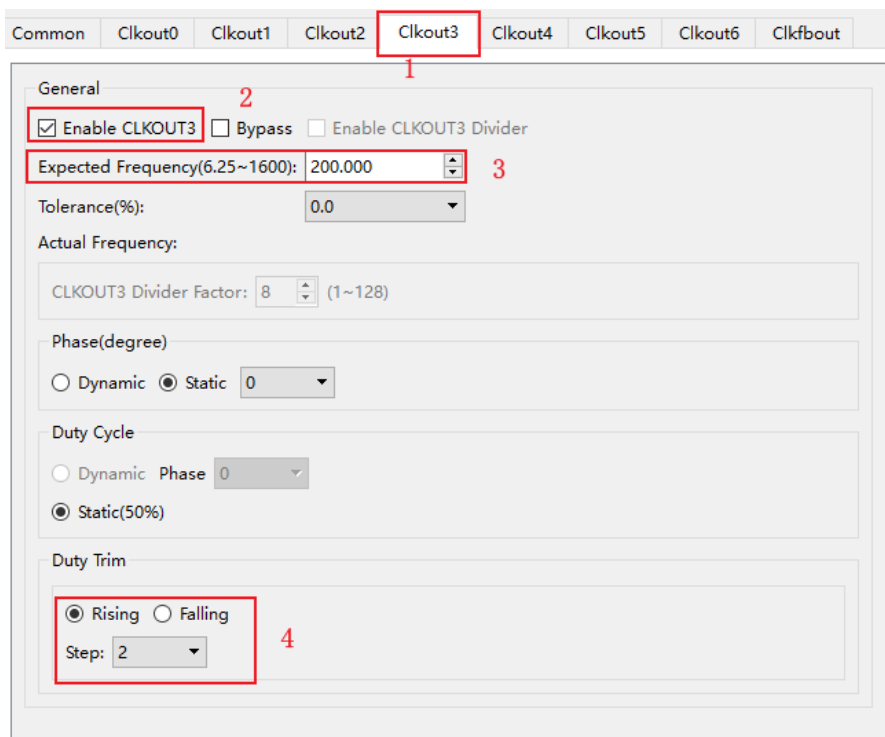 Common Clkout0 Clkout1 Clkout2 Clkout3 Clkout4 Clkout5 Clkout6 Clkfbout
1
General
2
Enable CLKOUT3 Bypass Enable CLKOUT3 Divider
Expected Frequency(6.25~1600): 200.000 3
Tolerance(%): 0.0
Actual Frequency:
CLKOUT3 Divider Factor: 8 (1~128)
Phase(degree)
Dynamic Static 0
Duty Cycle
Dynamic Phase 0
Static(50%)
Duty Trim
Rising Falling
Step: 2 4